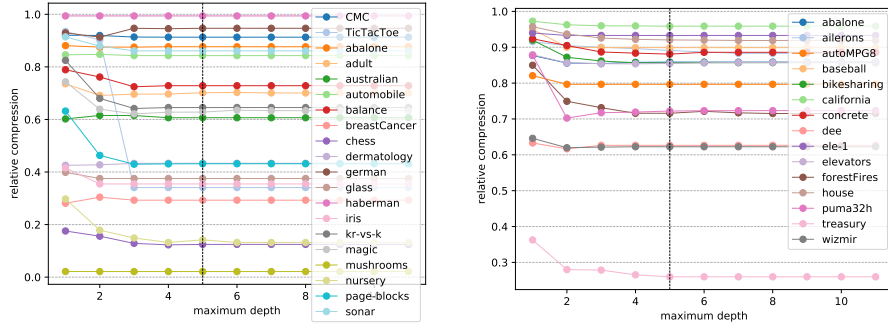 relative compression
1.0
0.8
0.6
0.4
0.2
0.0
2
4
6
8
maximum depth
CMC
TicTacToe
abalone
adult
australian
automobile
balance
breastCancer
chess
dermatology
german
glass
haberman
iris
kr-vs-k
magic
mushrooms
nursery
page-blocks
sonar
relative compression
1.0
0.9
0.8
0.7
0.6
0.5
0.4
0.3
2
4
6
8
10
maximum depth
abalone
ailerons
autoMPG8
baseball
bikesharing
california
concrete
dee
ele-1
elevators
forestFires
house
puma32h
treasury
wizmir